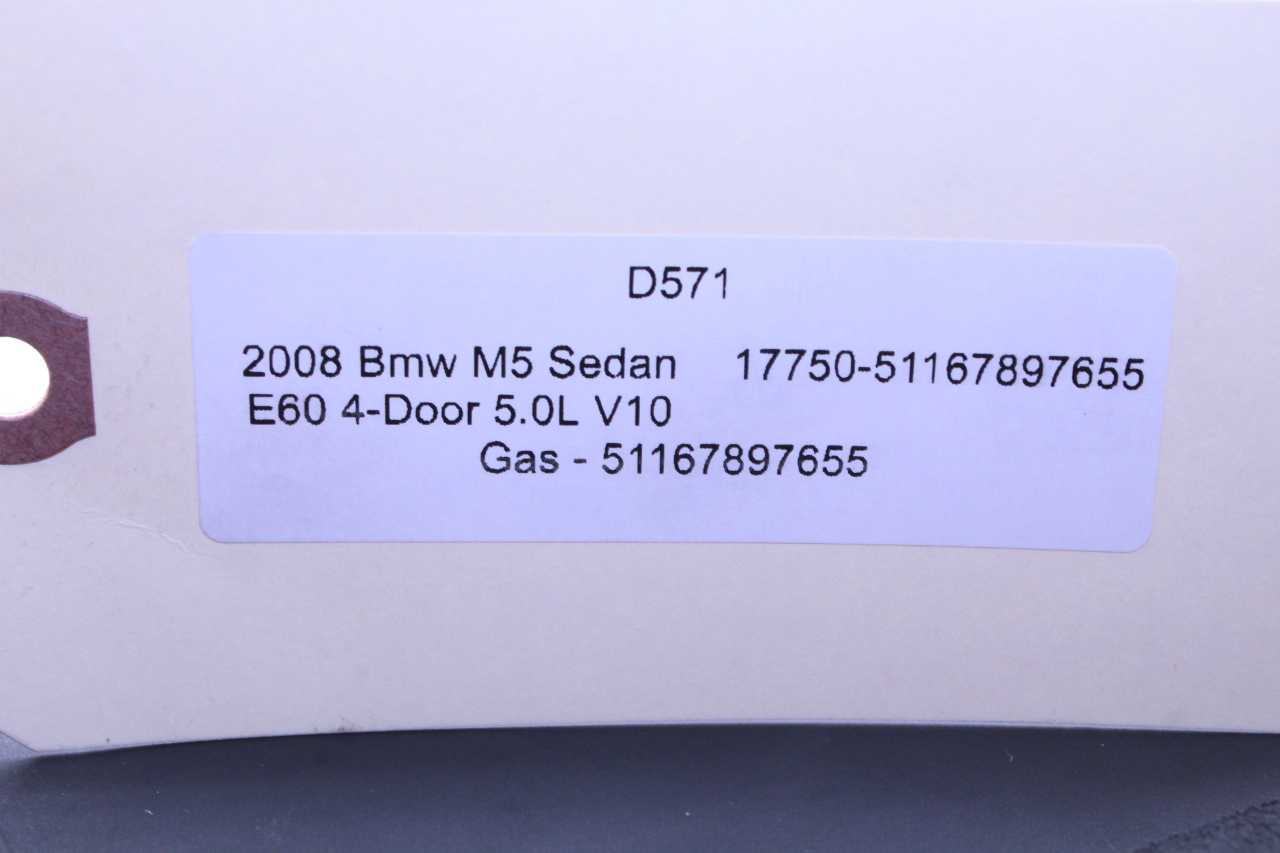 D571
2008 Bmw M5 Sedan 17750-51167897655
E60 4-Door 5.0L V10
Gas - 51167897655